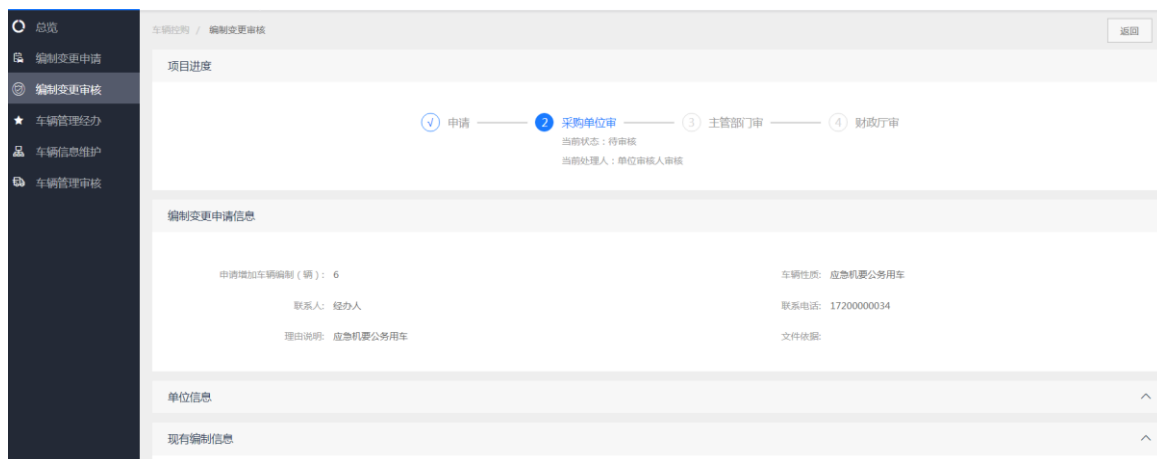 总览
编制变更申请
编制变更审核
车辆管理经办
车辆信息维护
车辆管理审核
车辆控购 / 编制变更审核
返回
项目进度
√ 申请 2 采购单位审 3 主管部门审 4 财政厅审
当前状态：待审核
当前处理人：单位审核人审核
编制变更申请信息
申请增加车辆编制（辆）： 6 车辆性质: 应急机要公务用车
联系人: 经办人 联系电话: 17200000034
理由说明: 应急机要公务用车 文件依据:
单位信息
现有编制信息